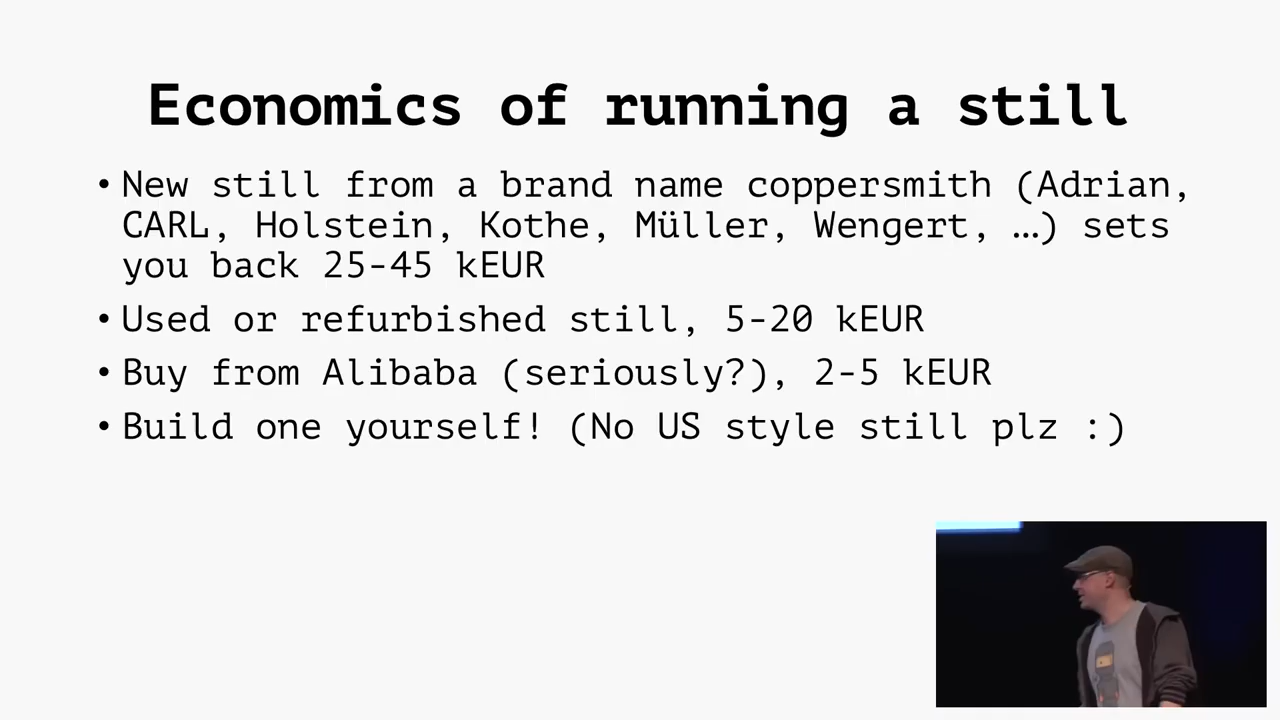 Economics of running a still
• New still from a brand name coppersmith (Adrian,
CARL, Holstein, Kothe, Müller, Wengert, …) sets
you back 25-45 kEUR
• Used or refurbished still, 5-20 kEUR
• Buy from Alibaba (seriously?), 2-5 kEUR
• Build one yourself! (No US style still plz :)